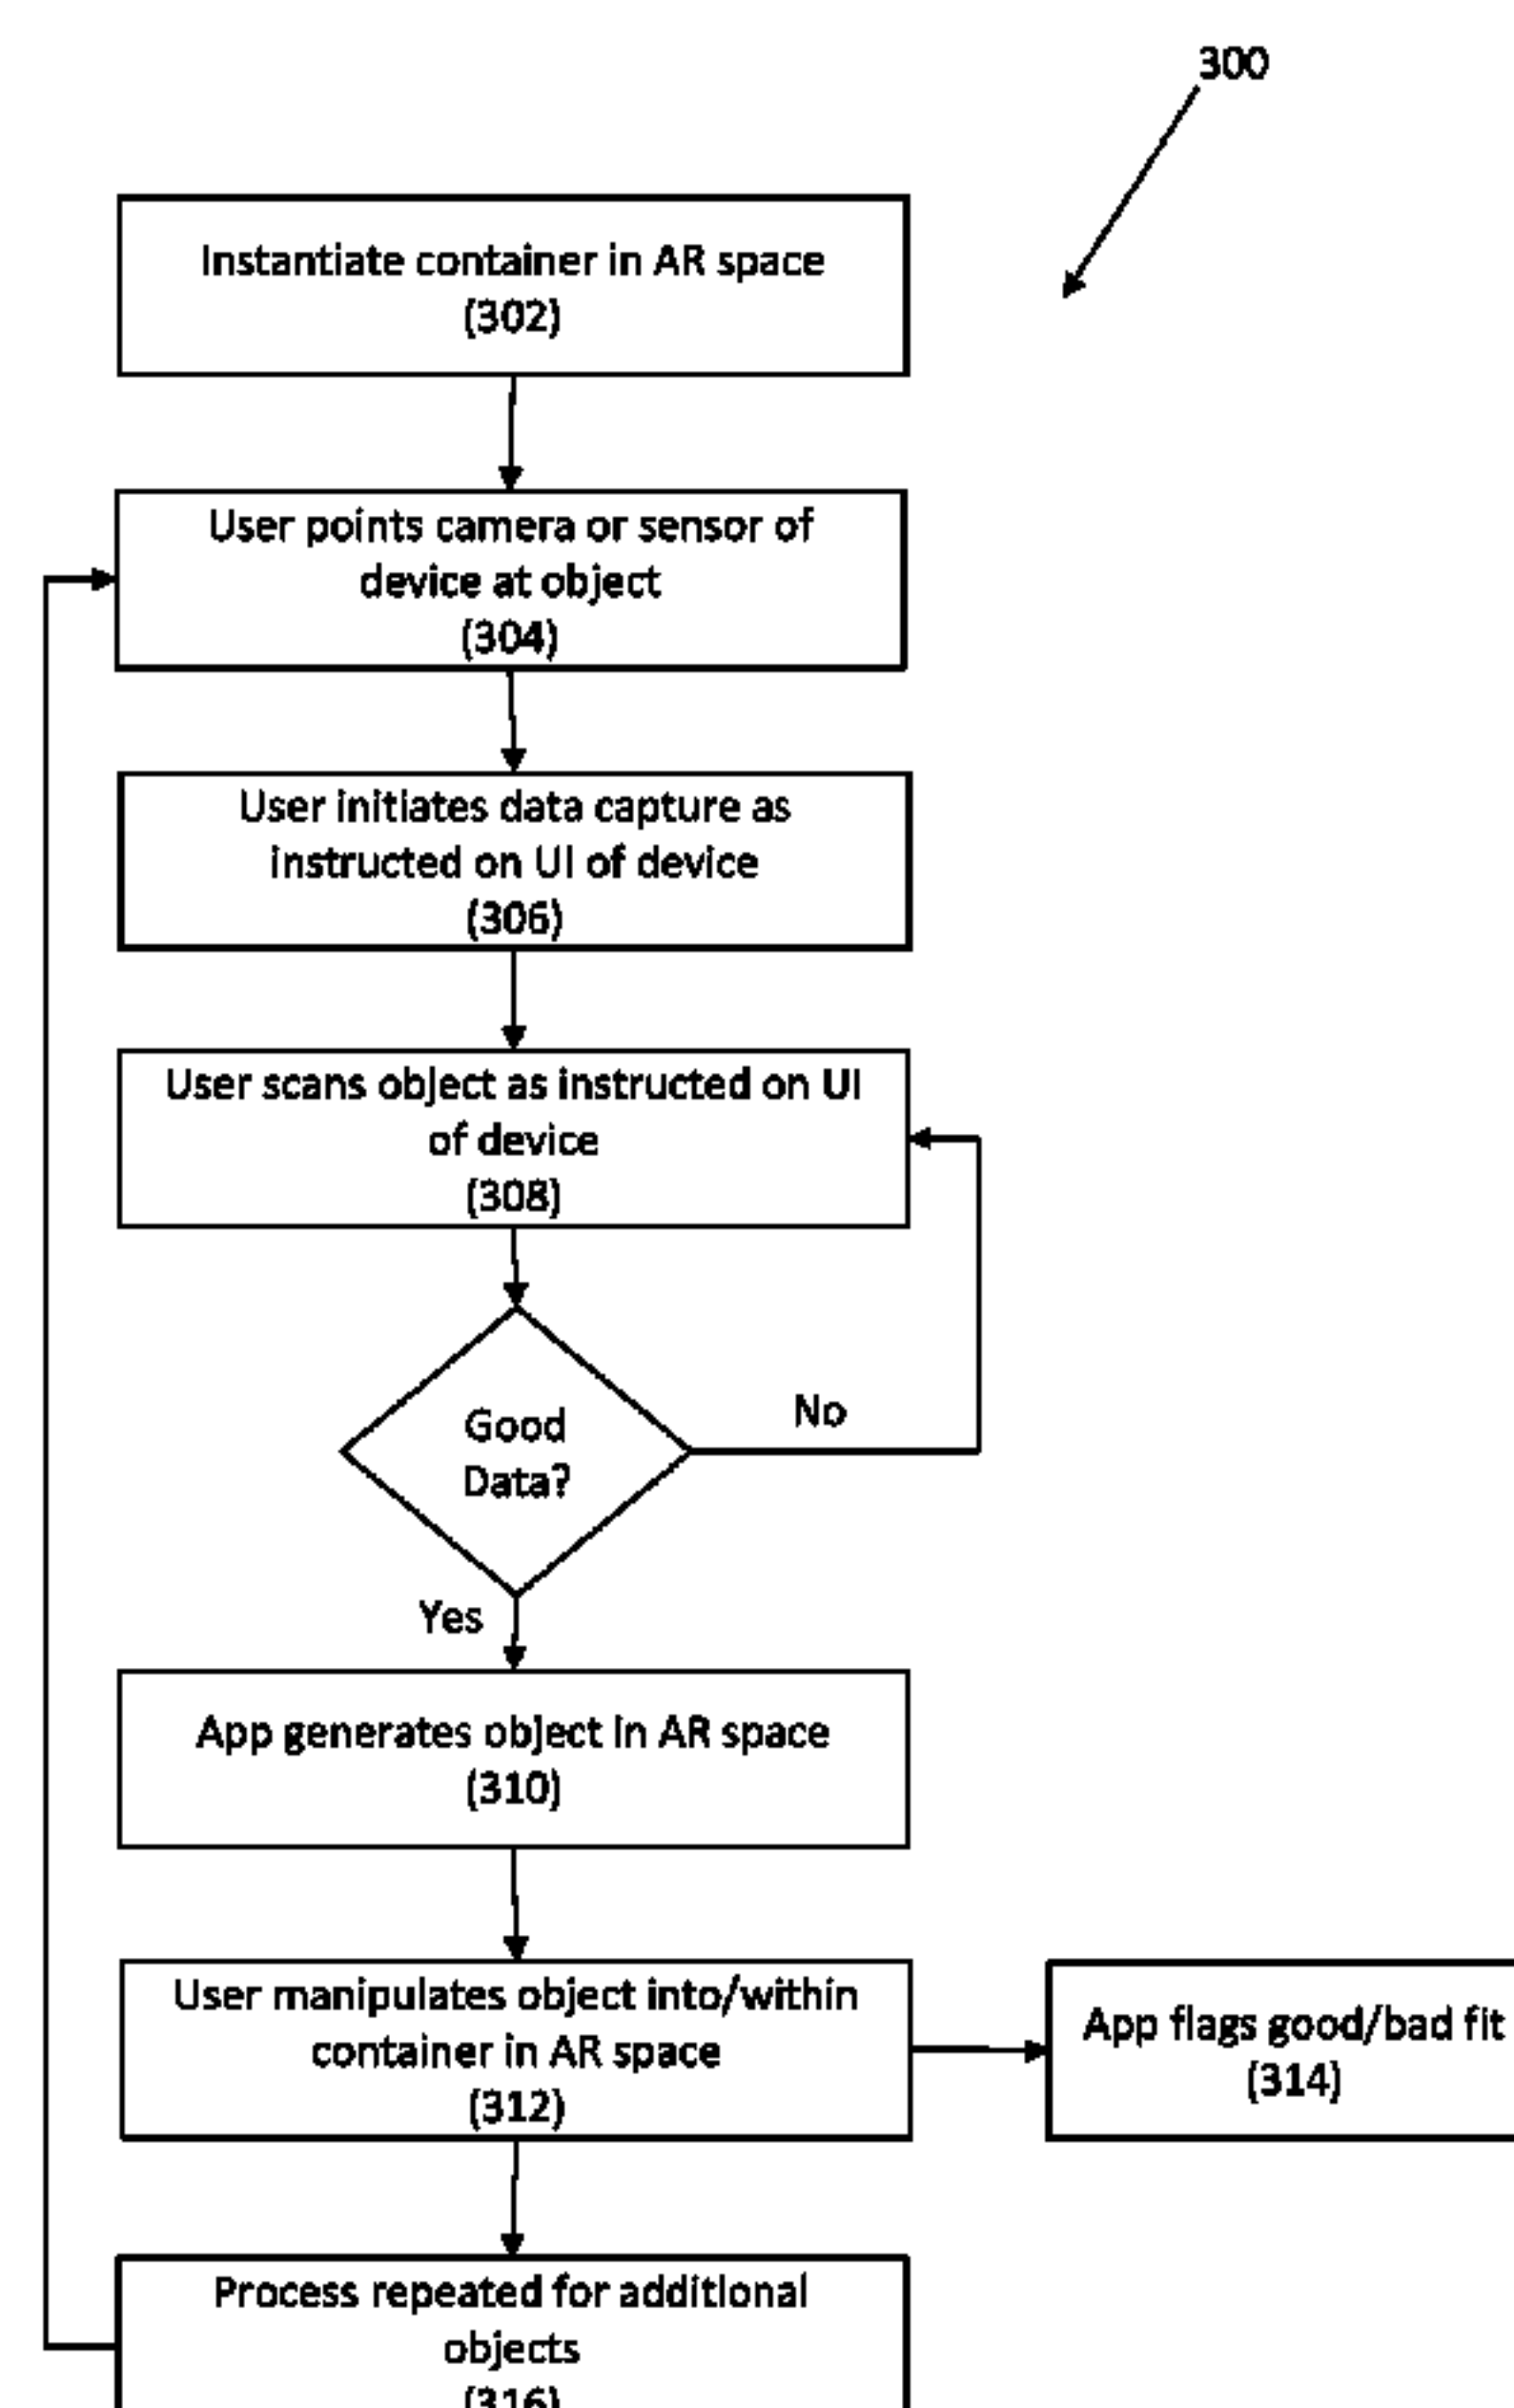 300
Instantiate container in AR space
(302)
User points camera or sensor of
device at object
(304)
User initiates data capture as
instructed on UI of device
(306)
User scans object as instructed on UI
of device
(308)
Good
Data?
No
Yes
App generates object in AR space
(310)
User manipulates object into/within
container in AR space
(312)
App flags good/bad fit
(314)
Process repeated for additional
objects
(316)